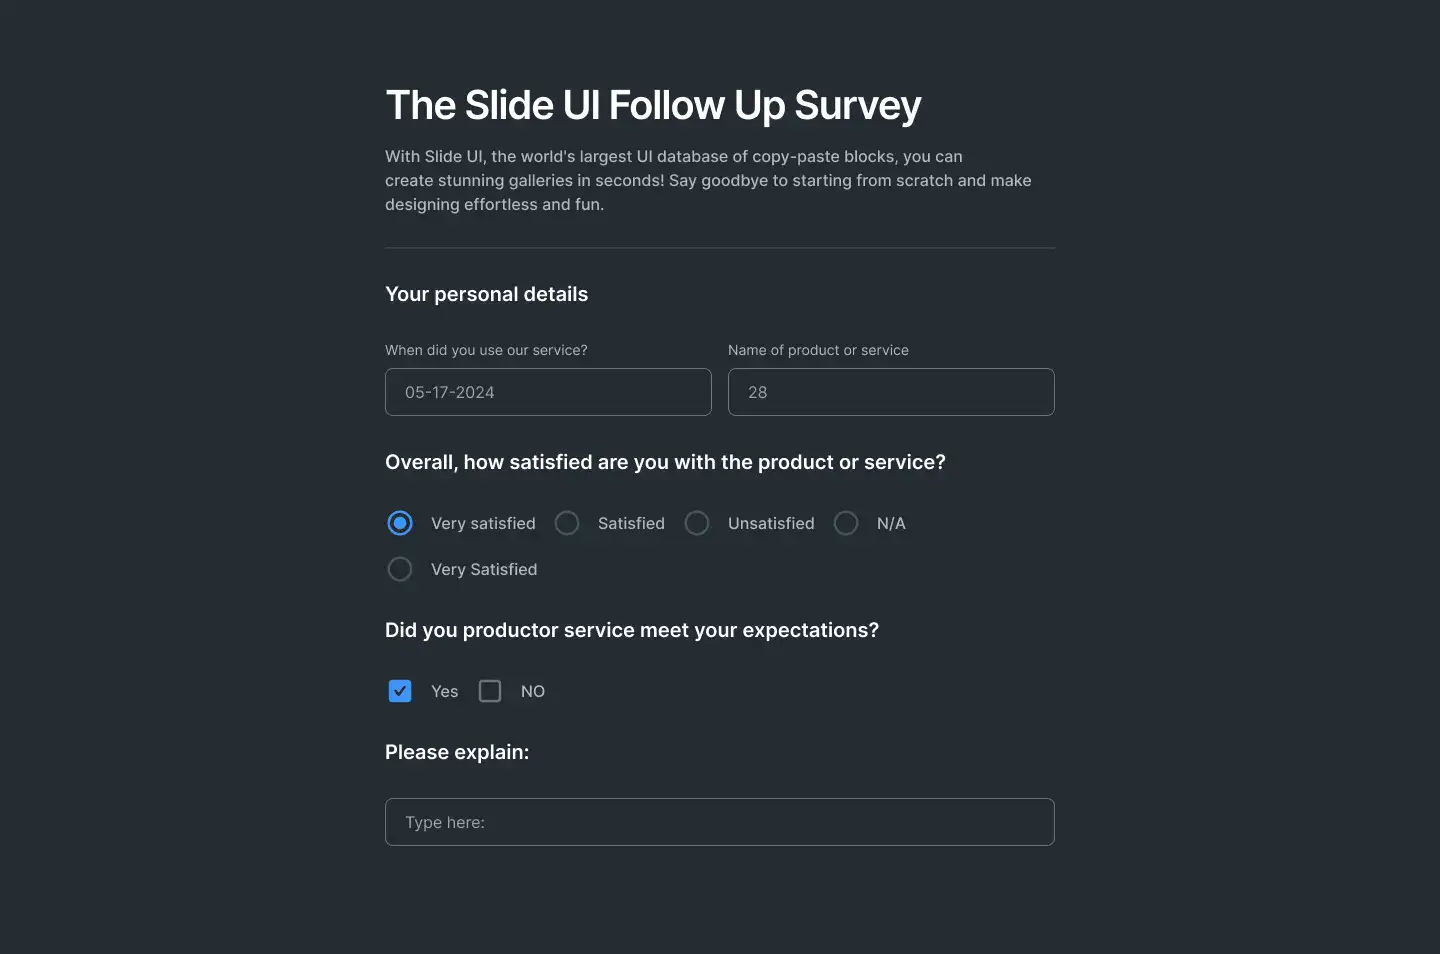 The Slide UI Follow Up Survey
With Slide UI, the world's largest UI database of copy-paste blocks, you can
create stunning galleries in seconds! Say goodbye to starting from scratch and make
designing effortless and fun.
Your personal details
When did you use our service?
Name of product or service
05-17-2024
28
Overall, how satisfied are you with the product or service?
Very satisfied
Satisfied
Unsatisfied
N/A
Very Satisfied
Did you productor service meet your expectations?
Yes
NO
Please explain:
Type here: